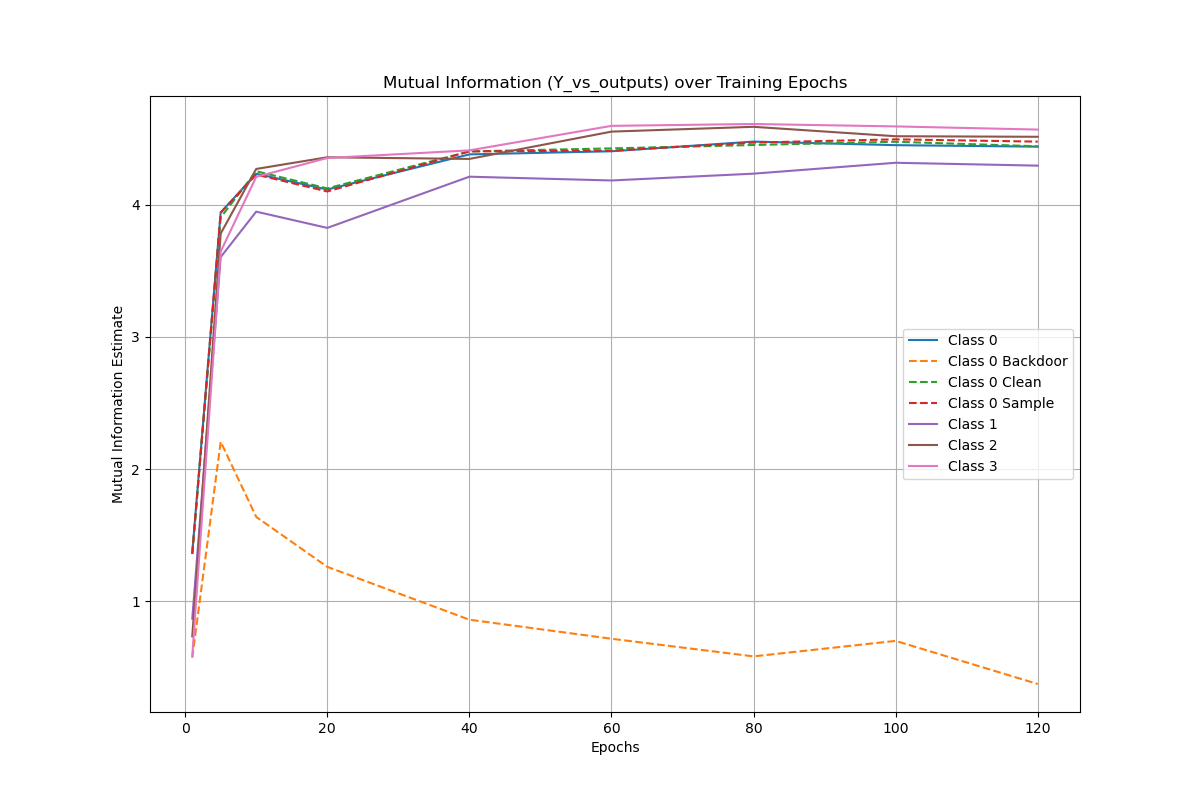 Mutual Information (Y_vs_outputs) over Training Epochs
Mutual Information Estimate
4
3
2
1
Class 0
Class 0 Backdoor
Class 0 Clean
Class 0 Sample
Class 1
Class 2
Class 3
0 20 40 60 80 100 120
Epochs